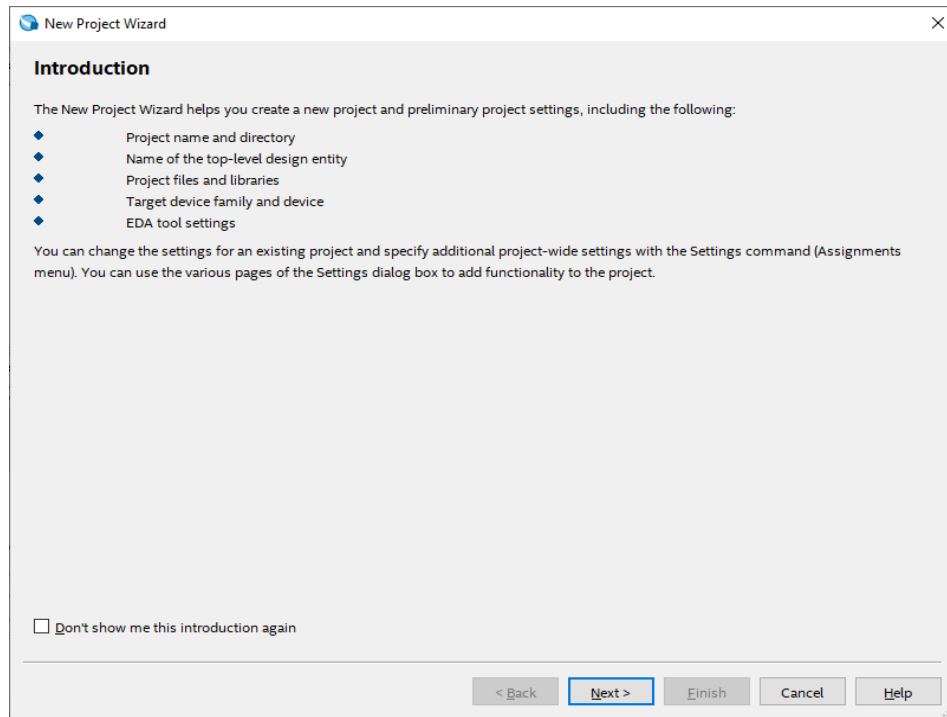 New Project Wizard
Introduction
The New Project Wizard helps you create a new project and preliminary project settings, including the following:
Project name and directory
Name of the top-level design entity
Project files and libraries
Target device family and device
EDA tool settings
You can change the settings for an existing project and specify additional project-wide settings with the Settings command (Assignments
menu). You can use the various pages of the Settings dialog box to add functionality to the project.
Don't show me this introduction again
< Back Next > Finish Cancel Help